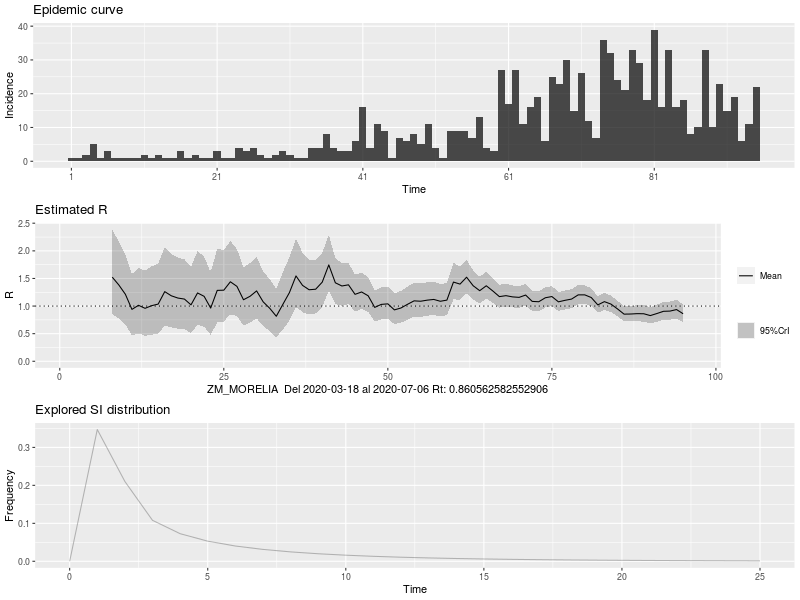 Epidemic curve
40
30
20
10
0
Incidence
1 21 41 61 81
Time
Estimated R
2.5
2.0
1.5
1.0
0.5
0.0
R
Mean
95%CrI
0 25 50 75 100
ZM_MORELIA Del 2020-03-18 al 2020-07-06 Rt: 0.860562582552906
Explored SI distribution
0.3
0.2
0.1
0.0
Frequency
0 5 10 15 20 25
Time